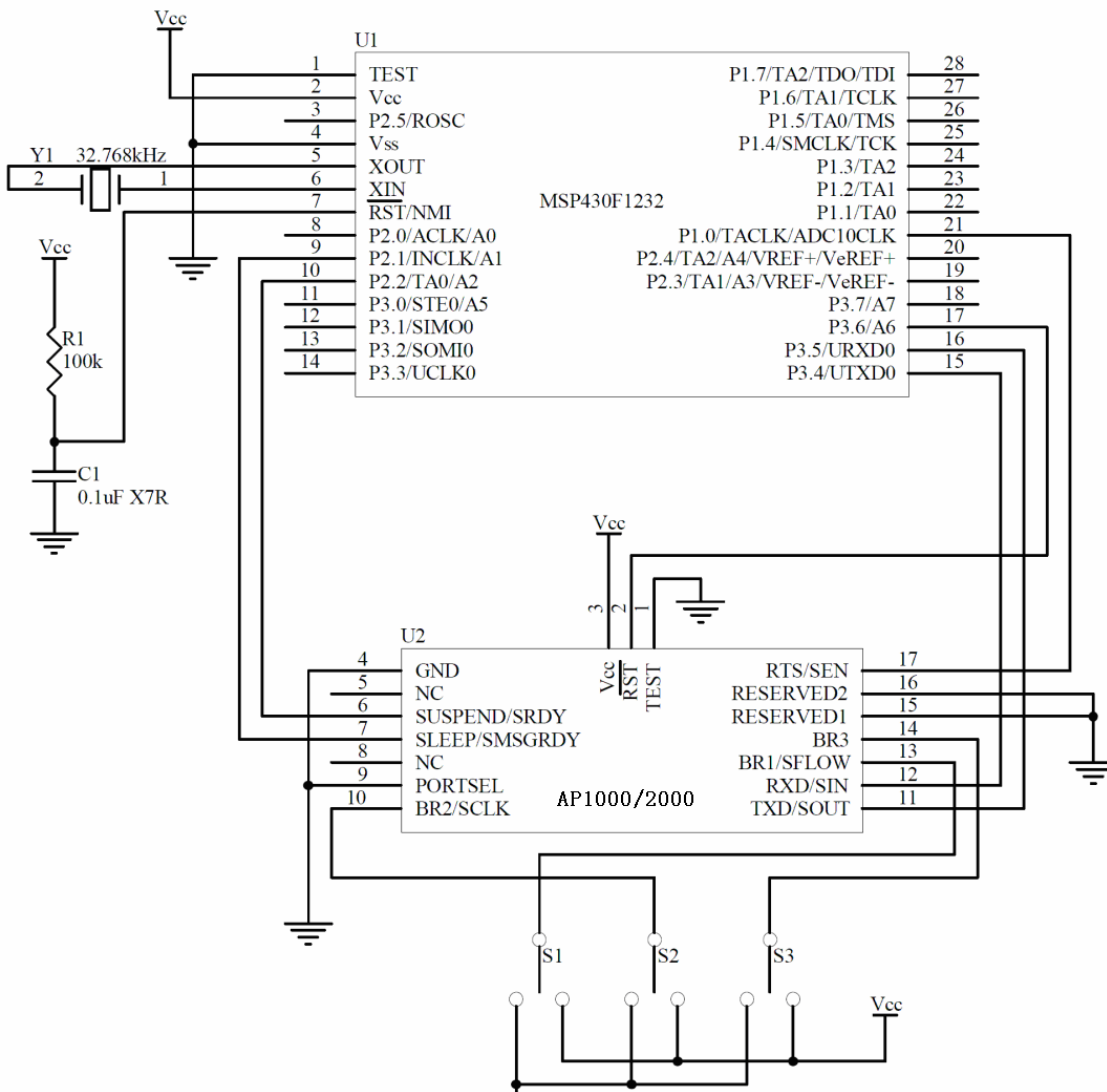 Vcc
U1
1 TEST P1.7/TA2/TDO/TDI 28
2 Vcc P1.6/TA1/TCLK 27
3 P2.5/ROSC P1.5/TA0/TMS 26
4 Vss P1.4/SMCLK/TCK 25
Y1 32.768kHz 5 XOUT P1.3/TA2 24
2 1 6 XIN P1.2/TA1 23
MSP430F1232
7 RST/NMI P1.1/TA0 22
8 P2.0/ACLK/A0 P1.0/TACLK/ADC10CLK 21
Vcc 9 P2.1/INCLK/A1 P2.4/TA2/A4/VREF+/VeREF+ 20
10 P2.2/TA0/A2 P2.3/TA1/A3/VREF-/VeREF- 19
11 P3.0/STE0/A5 P3.7/A7 18
12 P3.1/SIMO0 P3.6/A6 17
R1
100k
13 P3.2/SOMI0 P3.5/URXD0 16
14 P3.3/UCLK0 P3.4/UTXD0 15
C1
0.1uF X7R
Vcc
3 2 1
U2
Vcc RST TEST
4 GND RTS/SEN 17
5 NC RESERVED2 16
6 SUSPEND/SRDY RESERVED1 15
7 SLEEP/SMSGRDY BR3 14
8 NC BR1/SFLOW 13
9 PORTSEL RXD/SIN 12
10 BR2/SCLK TXD/SOUT 11
AP1000/2000
S1 S2 S3
Vcc